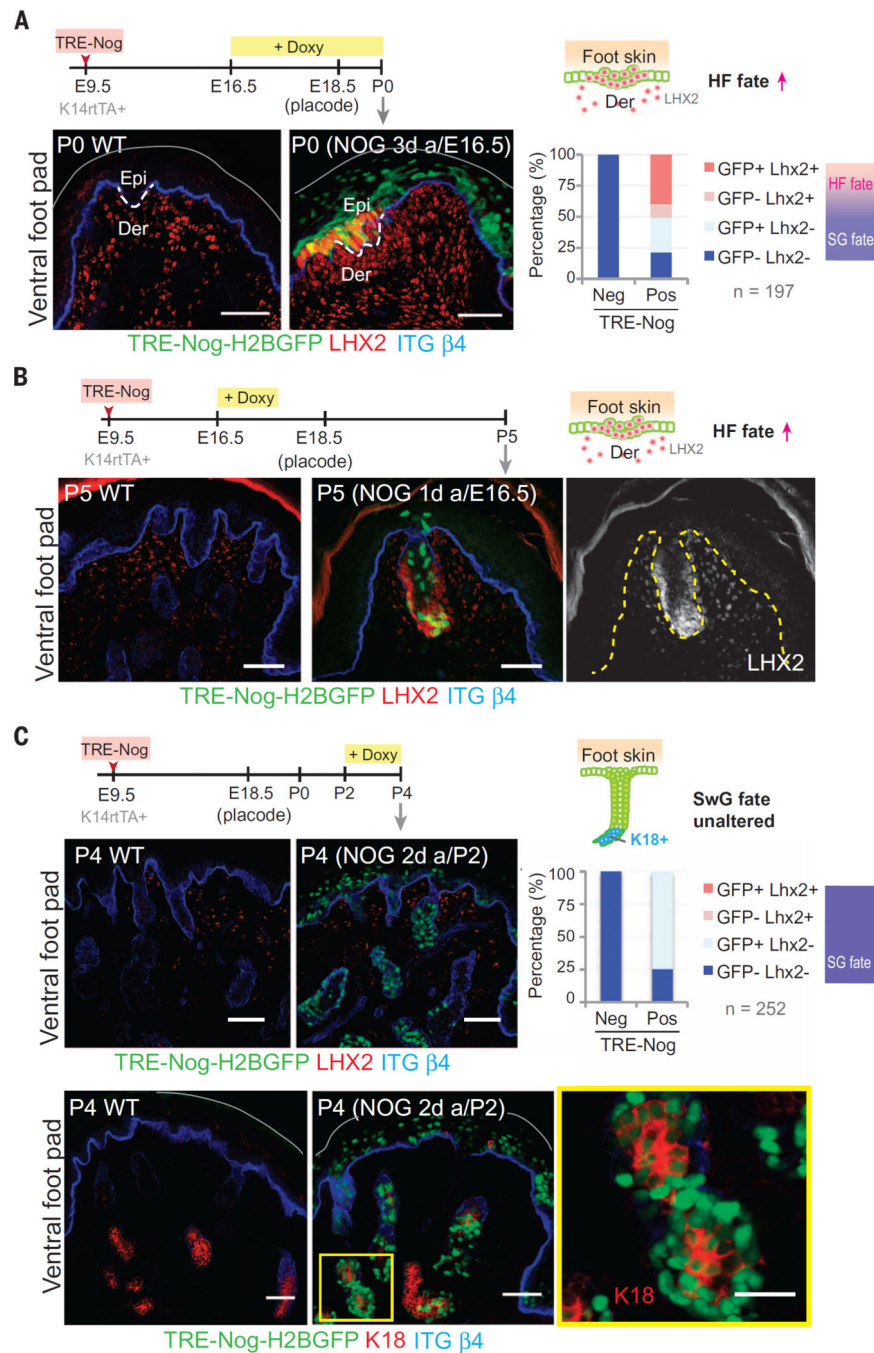 A
TRE-Nog
+ Doxy
E9.5
E16.5
E18.5
P0
K14rtTA+
(placode)
Foot skin
Der
LHX2
HF fate
Ventral foot pad
P0 WT
Epi
Der
P0 (NOG 3d a/E16.5)
Epi
Der
TRE-Nog-H2BGFP LHX2 ITG β4
Percentage (%)
100
75
50
25
0
Neg
Pos
TRE-Nog
GFP+ Lhx2+
GFP- Lhx2+
GFP+ Lhx2-
GFP- Lhx2-
n = 197
HF fate
SG fate
B
TRE-Nog
+ Doxy
E9.5
E16.5
E18.5
P5
K14rtTA+
(placode)
Foot skin
Der
LHX2
HF fate
Ventral foot pad
P5 WT
P5 (NOG 1d a/E16.5)
LHX2
TRE-Nog-H2BGFP LHX2 ITG β4
C
TRE-Nog
+ Doxy
E9.5
E18.5
P0
P2
P4
K14rtTA+
(placode)
Foot skin
K18+
SwG fate
unaltered
Ventral foot pad
P4 WT
P4 (NOG 2d a/P2)
TRE-Nog-H2BGFP LHX2 ITG β4
Percentage (%)
100
75
50
25
0
Neg
Pos
TRE-Nog
GFP+ Lhx2+
GFP- Lhx2+
GFP+ Lhx2-
GFP- Lhx2-
n = 252
SG fate
Ventral foot pad
P4 WT
P4 (NOG 2d a/P2)
K18
TRE-Nog-H2BGFP K18 ITG β4